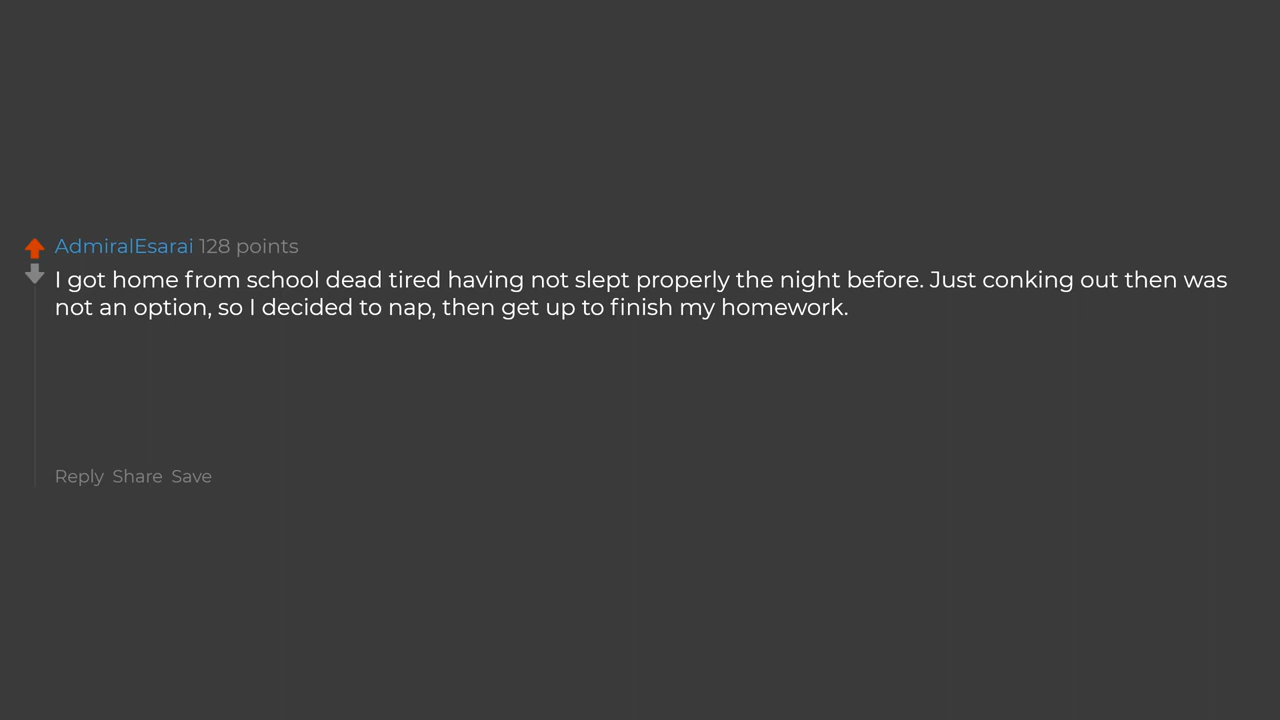 AdmiralEsarai 128 points
I got home from school dead tired having not slept properly the night before. Just conking out then was
not an option, so I decided to nap, then get up to finish my homework.
Reply Share Save